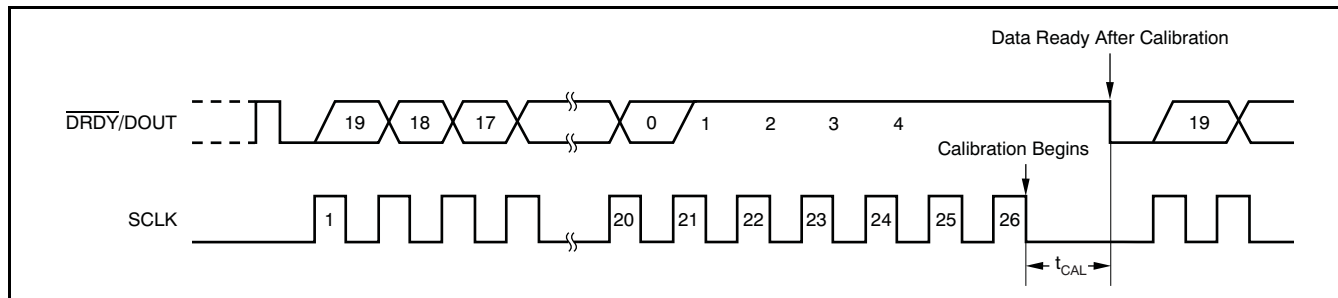 Data Ready After Calibration
DRDY/DOUT
19 18 17 0 1 2 3 4 19
Calibration Begins
SCLK
1 20 21 22 23 24 25 26
tCAL